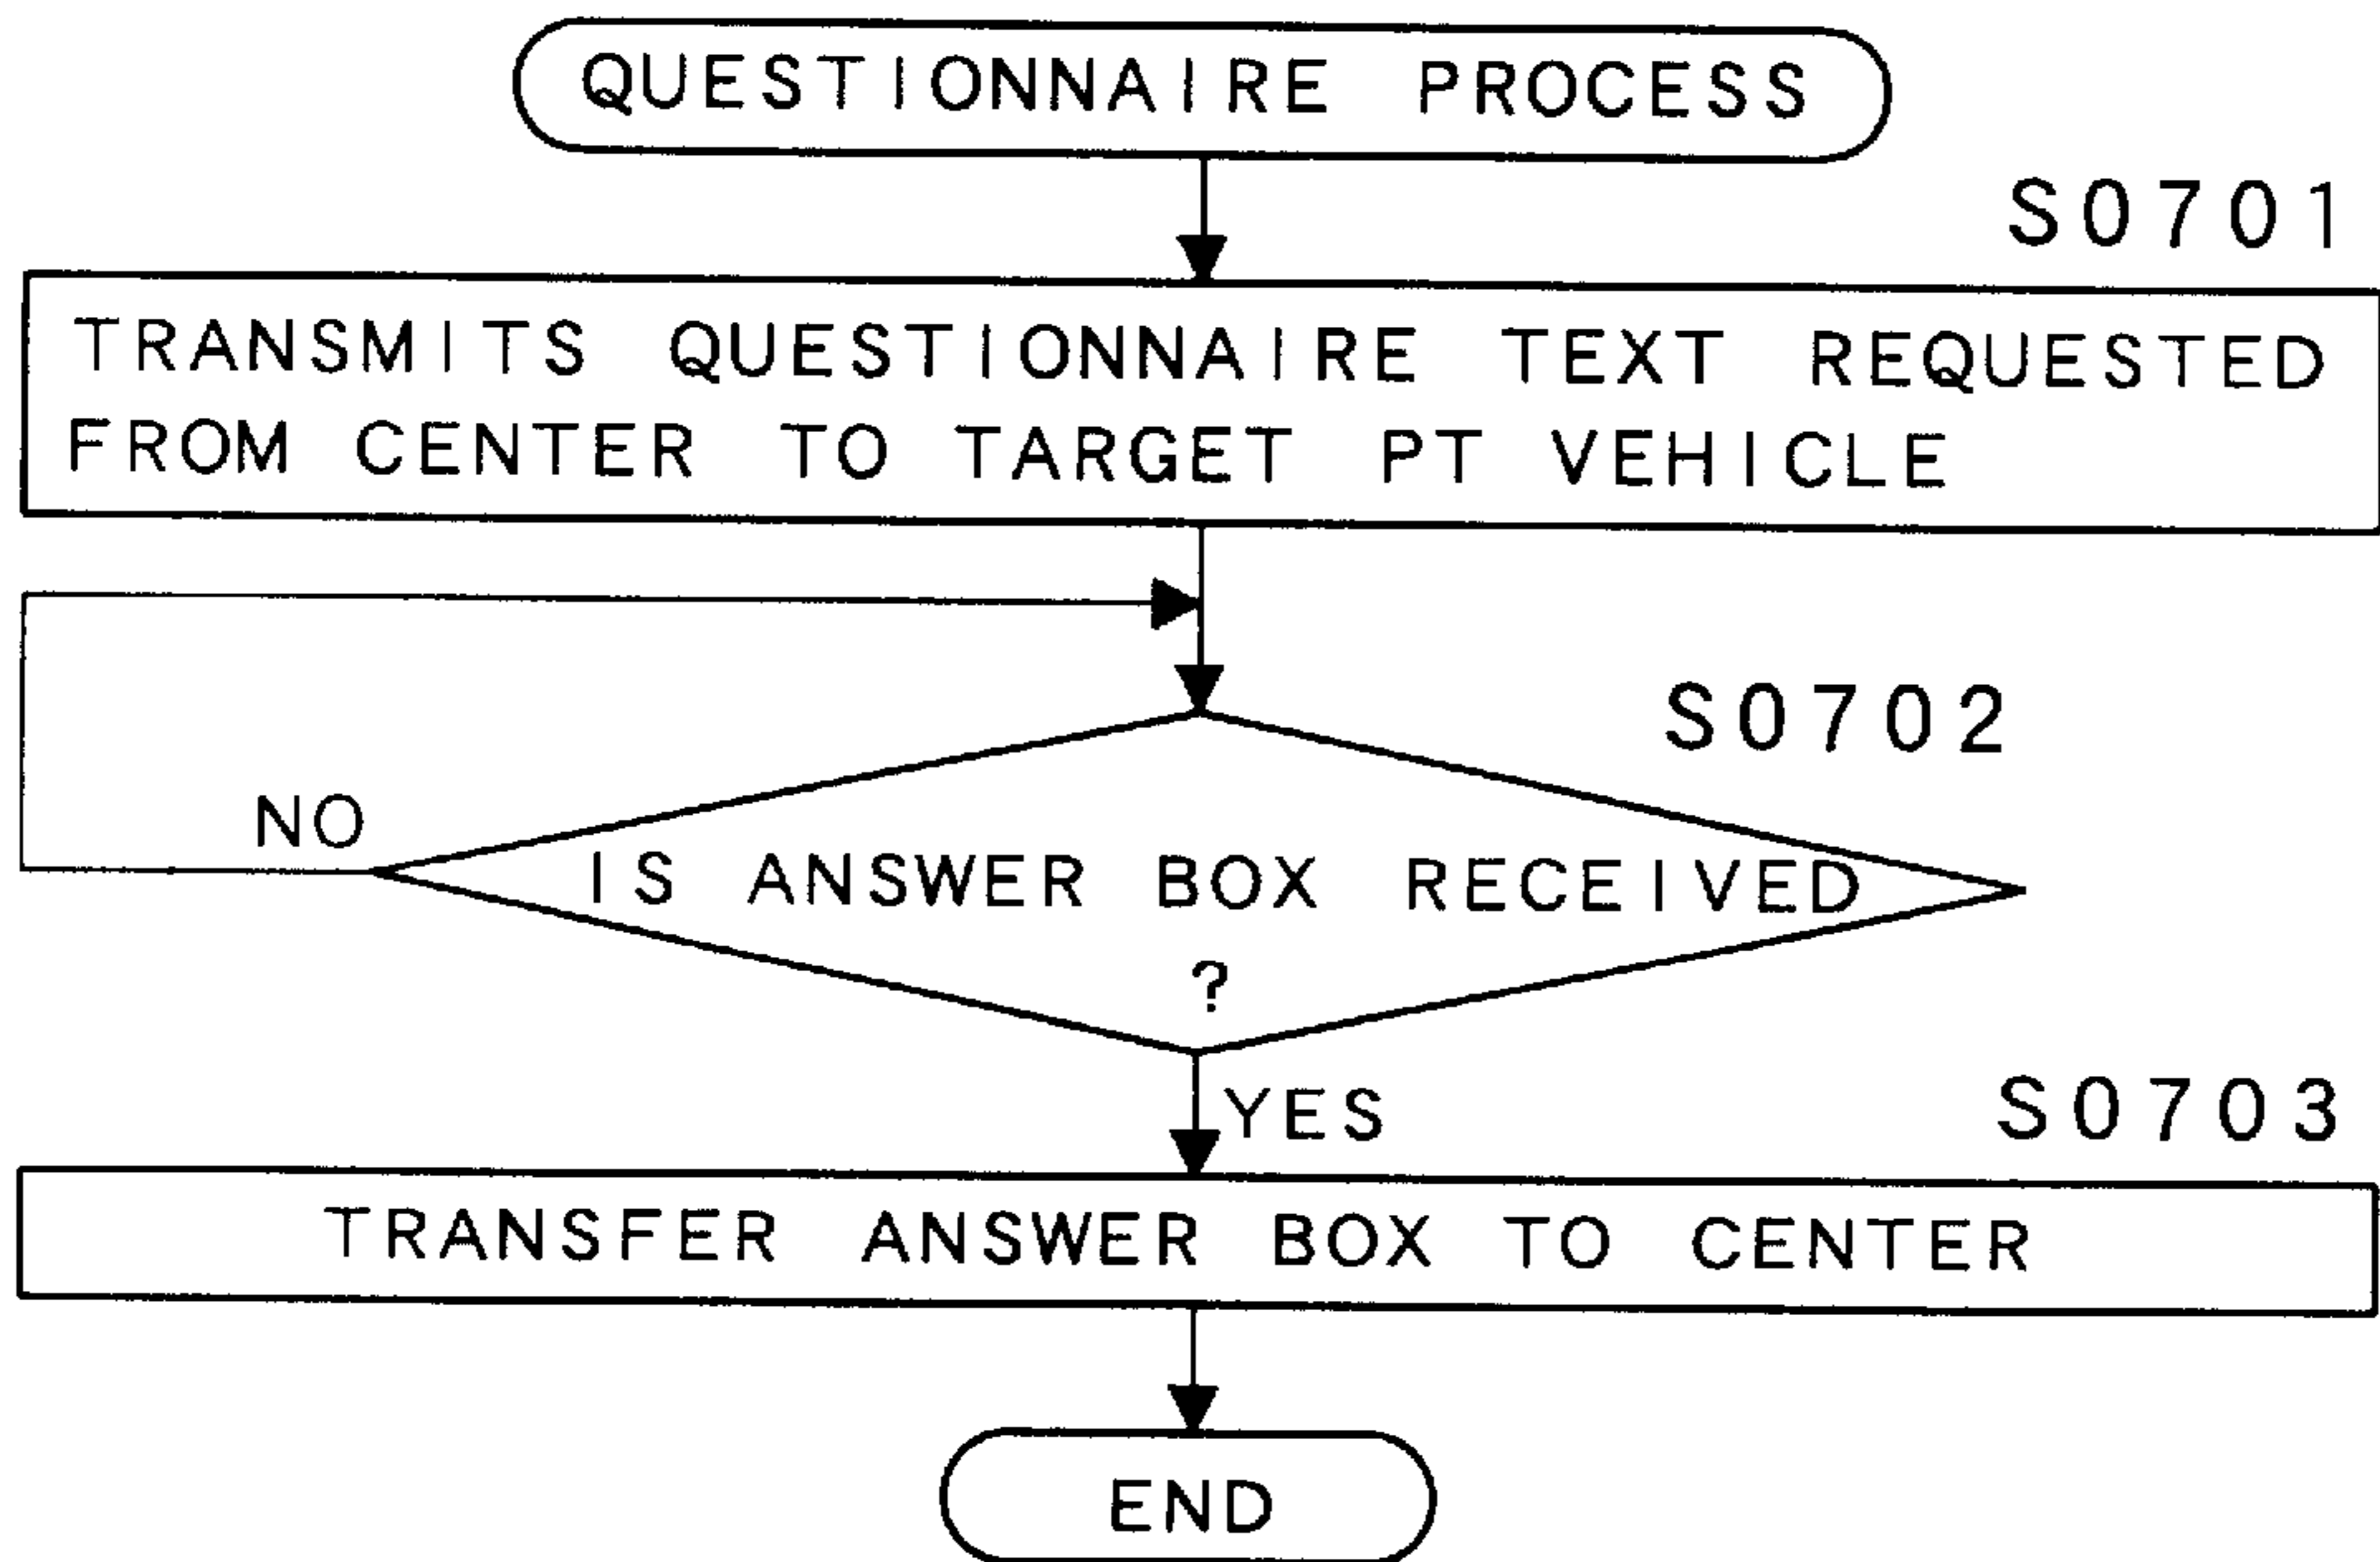 QUESTIONNAIRE PROCESS
S0701
TRANSMITS QUESTIONNAIRE TEXT REQUESTED
FROM CENTER TO TARGET PT VEHICLE
S0702
NO
IS ANSWER BOX RECEIVED
?
YES
S0703
TRANSFER ANSWER BOX TO CENTER
END